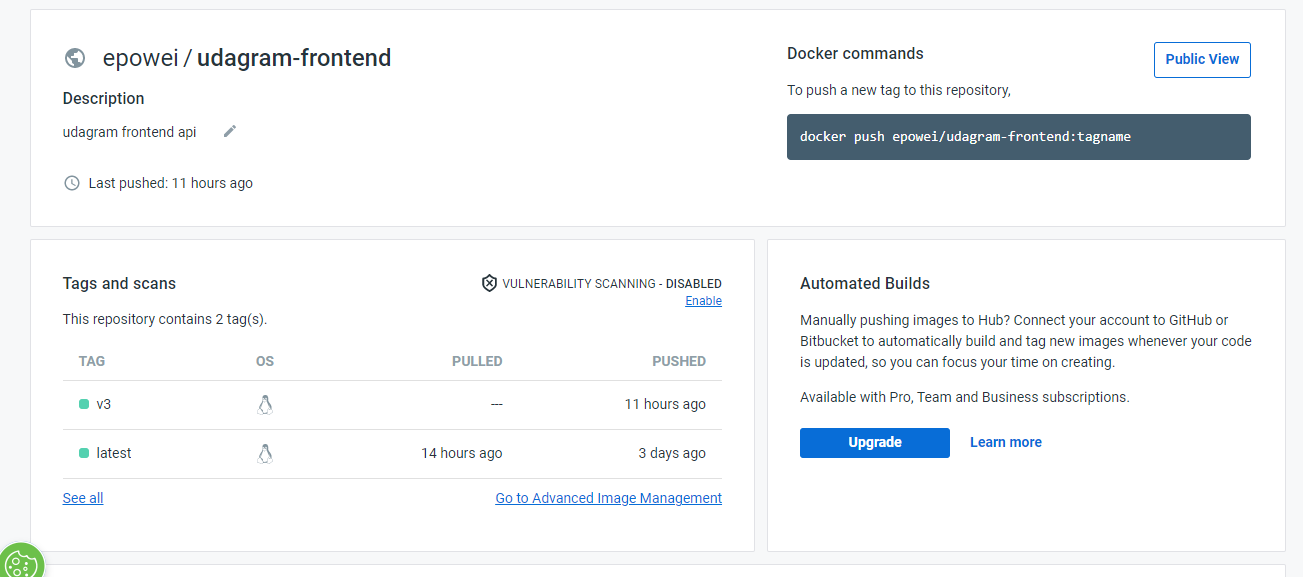 epowei / udagram-frontend
Description
udagram frontend api
Last pushed: 11 hours ago
Docker commands
Public View
To push a new tag to this repository,
docker push epowei/udagram-frontend:tagname
Tags and scans
VULNERABILITY SCANNING - DISABLED
Enable
This repository contains 2 tag(s).
TAG OS PULLED PUSHED
v3 --- 11 hours ago
latest 14 hours ago 3 days ago
See all Go to Advanced Image Management
Automated Builds
Manually pushing images to Hub? Connect your account to GitHub or
Bitbucket to automatically build and tag new images whenever your code
is updated, so you can focus your time on creating.
Available with Pro, Team and Business subscriptions.
Upgrade Learn more